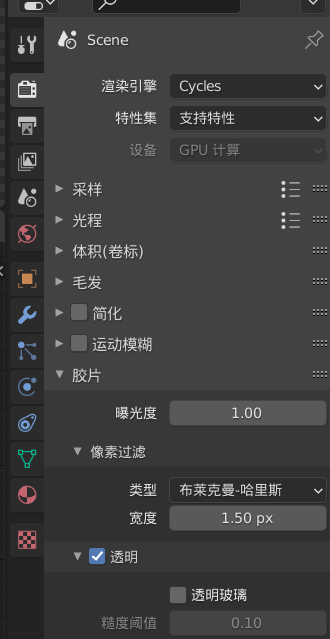 Scene
渲染引擎 Cycles
特性集 支持特性
设备 GPU 计算
采样
光程
体积(卷标)
毛发
简化
运动模糊
胶片
曝光度 1.00
像素过滤
类型 布莱克曼-哈里斯
宽度 1.50 px
透明
透明玻璃
糙度阈值 0.10